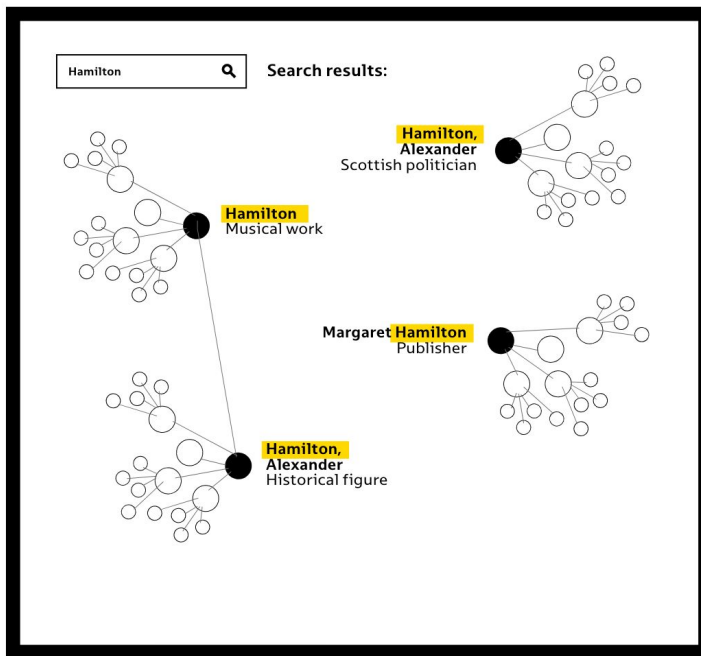 Hamilton
Search results:
Hamilton,
Alexander
Scottish politician
Hamilton
Musical work
Margaret Hamilton
Publisher
Hamilton,
Alexander
Historical figure